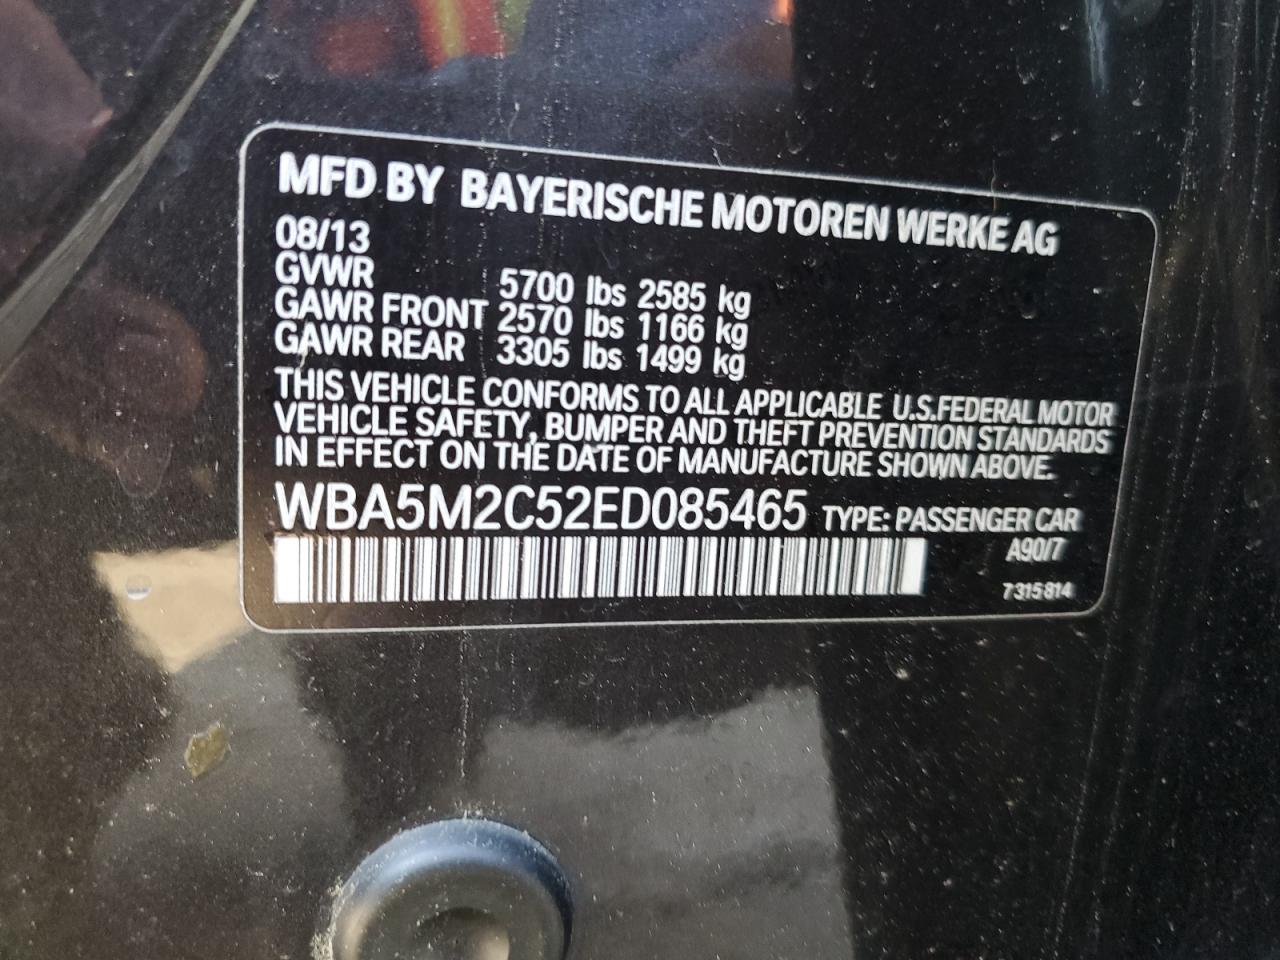 MFD BY BAYERISCHE MOTOREN WERKE AG
08/13
GVWR 5700 lbs 2585 kg
GAWR FRONT 2570 lbs 1166 kg
GAWR REAR 3305 lbs 1499 kg
THIS VEHICLE CONFORMS TO ALL APPLICABLE U.S.FEDERAL MOTOR
VEHICLE SAFETY, BUMPER AND THEFT PREVENTION STANDARDS
IN EFFECT ON THE DATE OF MANUFACTURE SHOWN ABOVE.
WBA5M2C52ED085465 TYPE: PASSENGER CAR
A90/7
7315814